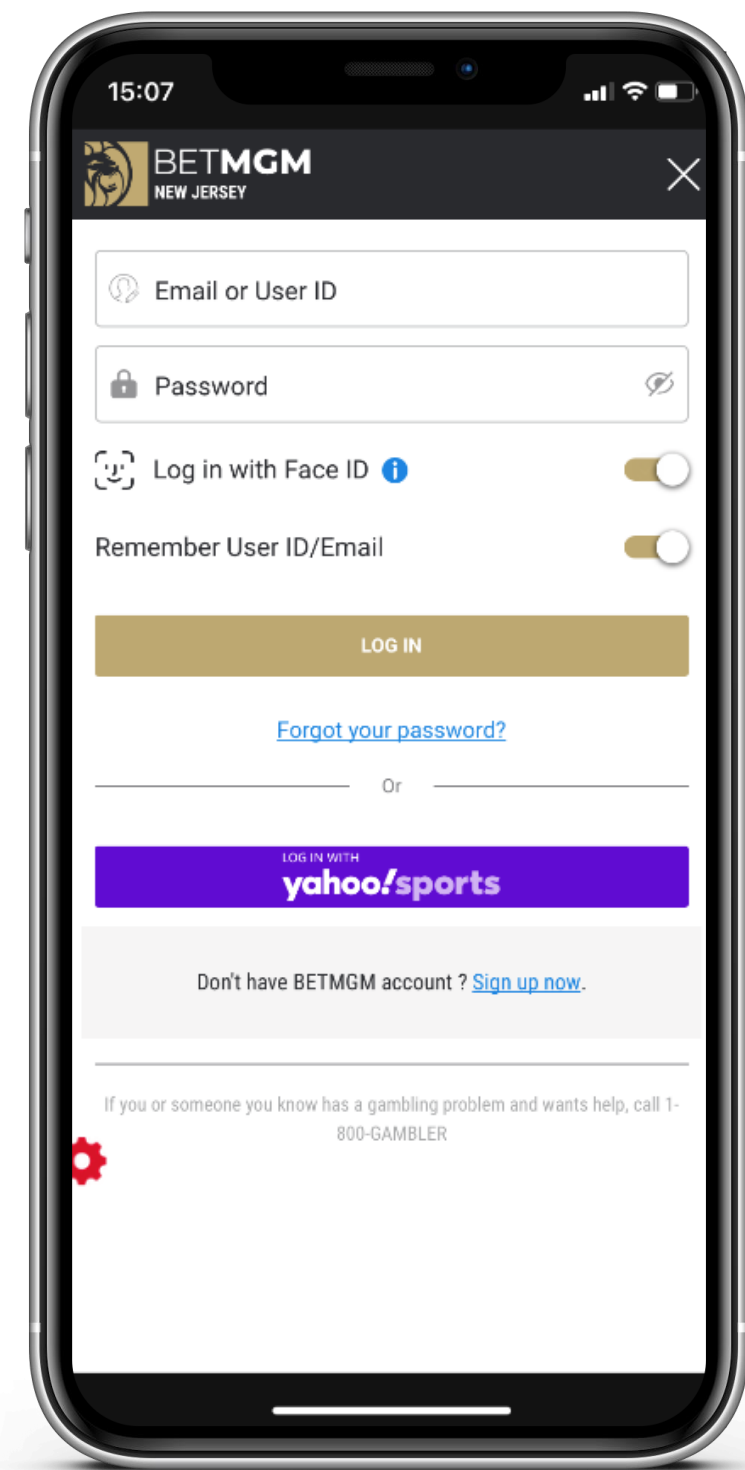 15:07
BETMGM
NEW JERSEY
Email or User ID
Password
Log in with Face ID
Remember User ID/Email
LOG IN
Forgot your password?
Or
LOG IN WITH
yahoo!sports
Don't have BETMGM account ? Sign up now.
If you or someone you know has a gambling problem and wants help, call 1-
800-GAMBLER